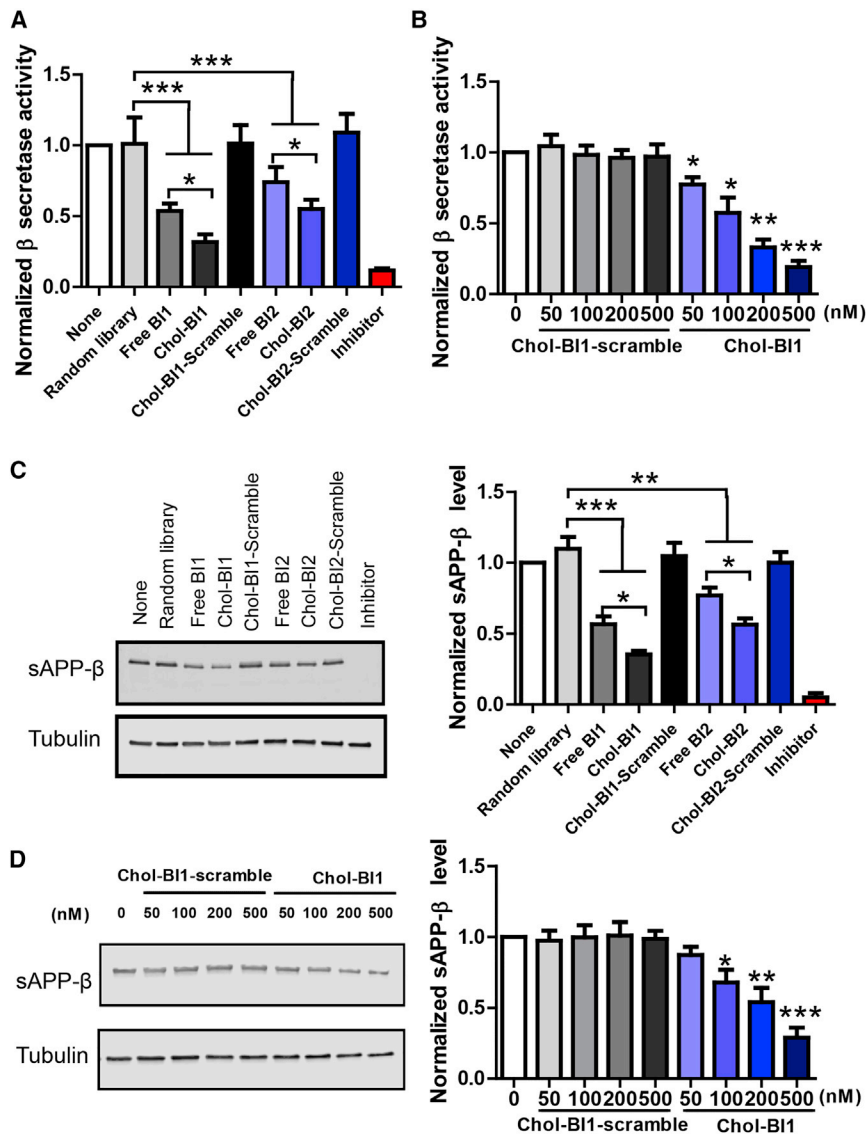 A
Normalized β secretase activity
1.5
1.0
0.5
0.0
***
***
*
*
None
Random library
Free BI1
Chol-BI1
Chol-BI1-Scramble
Free BI2
Chol-BI2
Chol-BI2-Scramble
Inhibitor
B
Normalized β secretase activity
1.5
1.0
0.5
0.0
*
*
**
***
0 50 100 200 500 50 100 200 500 (nM)
Chol-BI1-scramble Chol-BI1
C
None
Random library
Free BI1
Chol-BI1
Chol-BI1-Scramble
Free BI2
Chol-BI2
Chol-BI2-Scramble
Inhibitor
sAPP-β
Tubulin
Normalized sAPP-β level
1.5
1.0
0.5
0.0
**
***
*
*
None
Random library
Free BI1
Chol-BI1
Chol-BI1-Scramble
Free BI2
Chol-BI2
Chol-BI2-Scramble
Inhibitor
D
Chol-BI1-scramble Chol-BI1
(nM) 0 50 100 200 500 50 100 200 500
sAPP-β
Tubulin
Normalized sAPP-β level
1.5
1.0
0.5
0.0
*
**
***
0 50 100 200 500 50 100 200 500 (nM)
Chol-BI1-scramble Chol-BI1